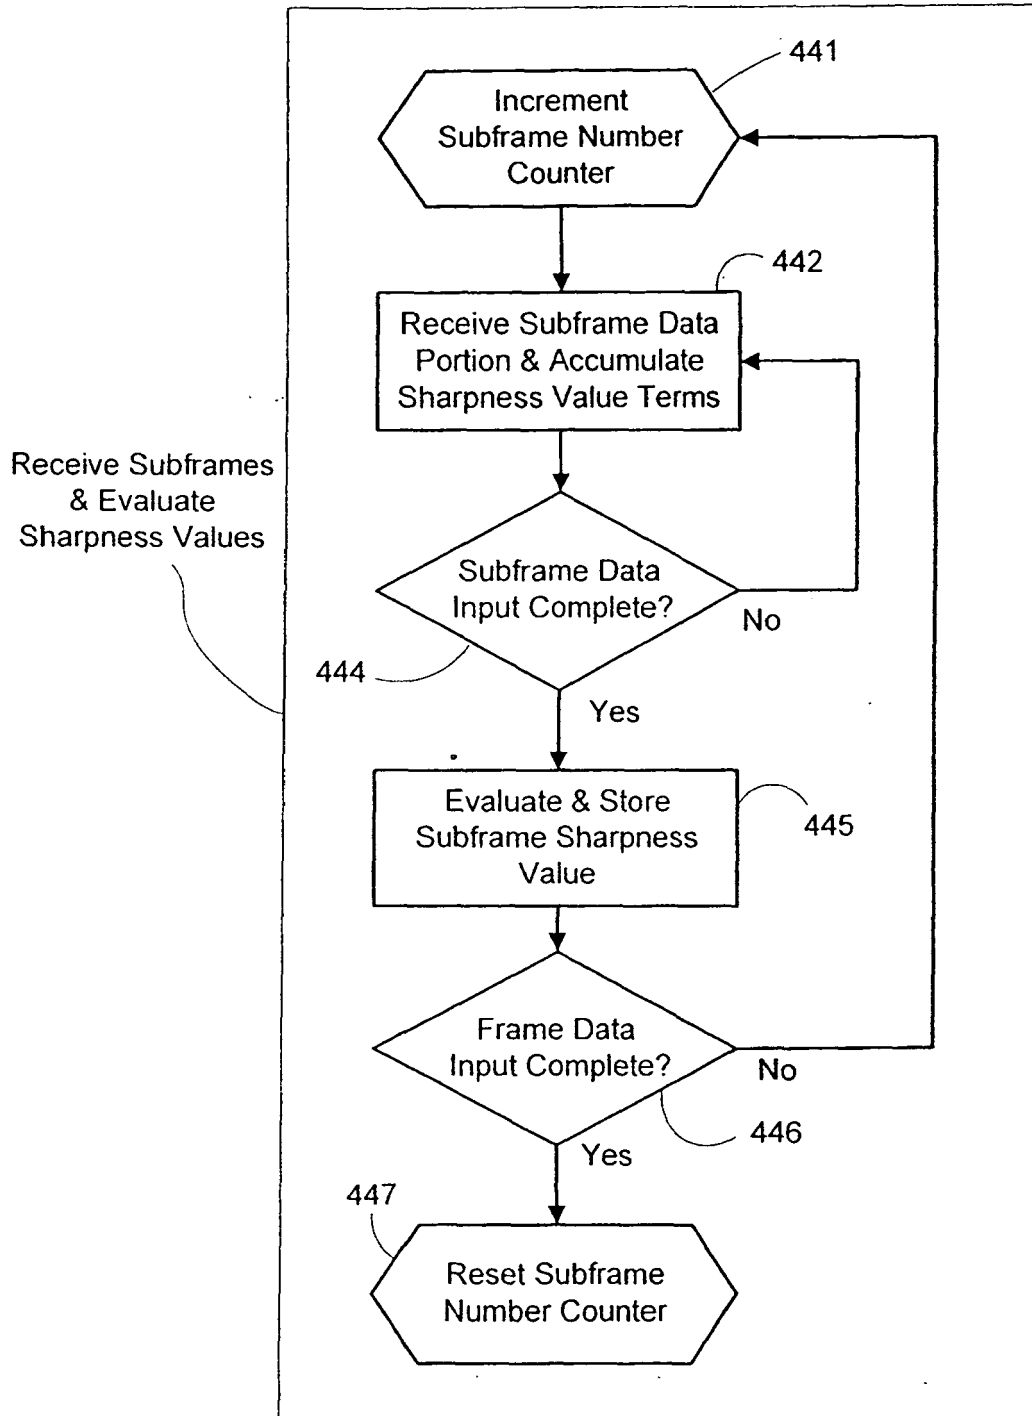 441
Increment
Subframe Number
Counter
442
Receive Subframe Data
Portion & Accumulate
Sharpness Value Terms
Receive Subframes
& Evaluate
Sharpness Values
Subframe Data
Input Complete?
No
444
Yes
Evaluate & Store
Subframe Sharpness
Value
445
Frame Data
Input Complete?
No
446
Yes
447
Reset Subframe
Number Counter